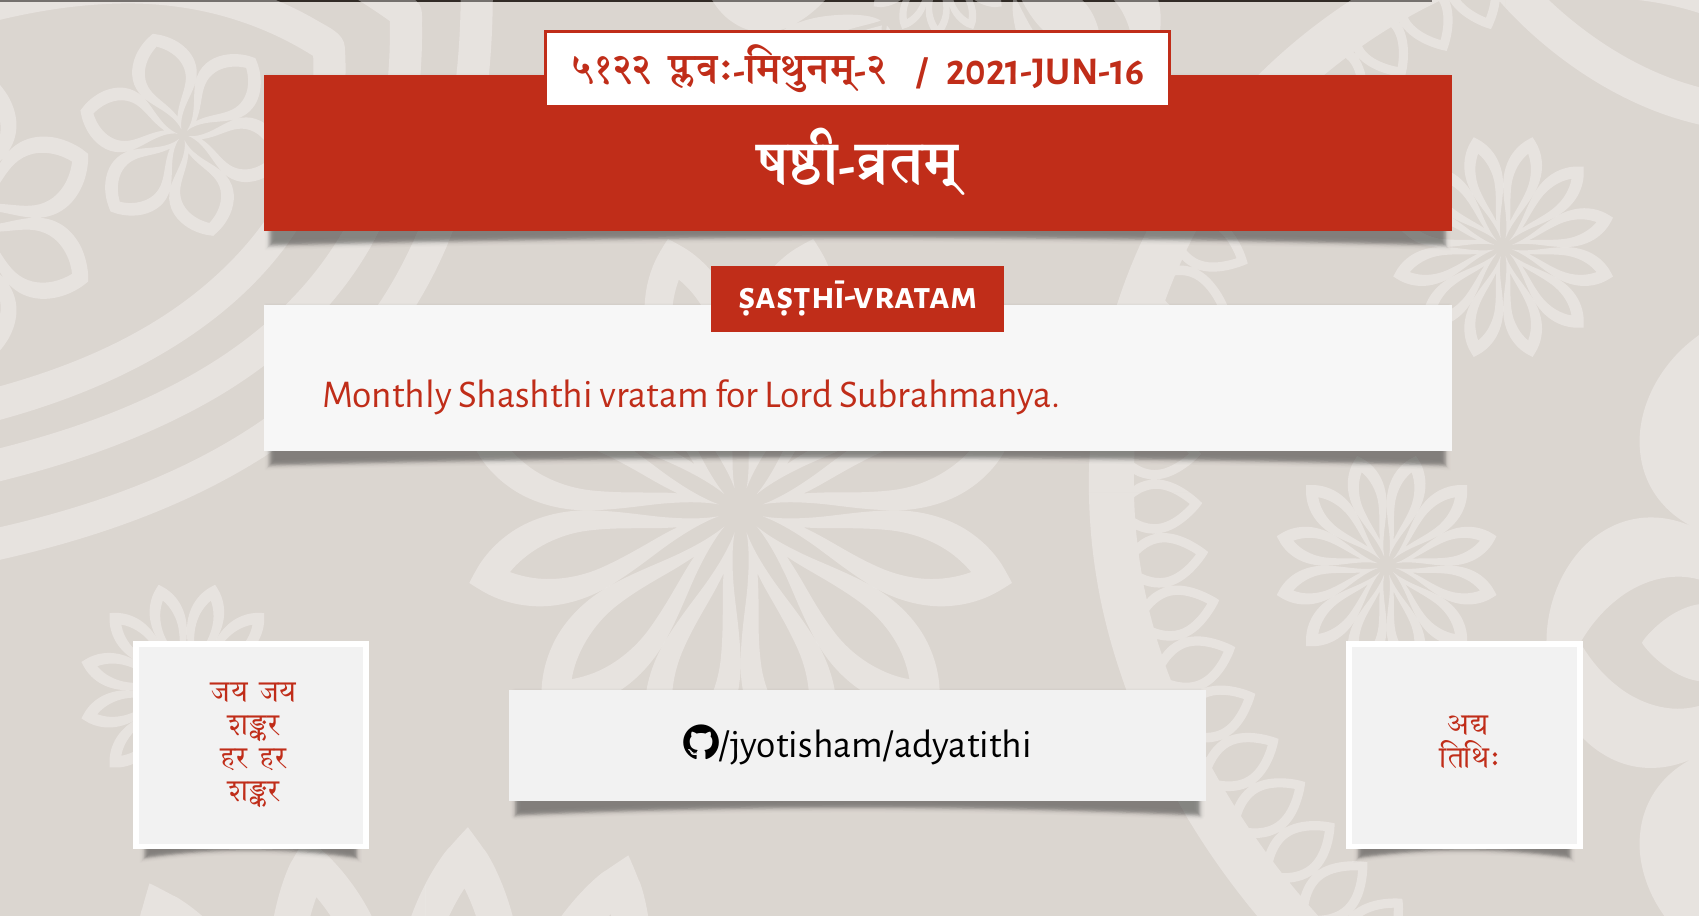 ५१२२ प्लवः-मिथुनम्-२ / 2021-JUN-16
षष्ठी-व्रतम्
ṢAṢṬHĪ-VRATAM
Monthly Shashthi vratam for Lord Subrahmanya.
जय जय
शङ्कर
हर हर
शङ्कर
/jyotisham/adyatithi
अद्य
तिथिः